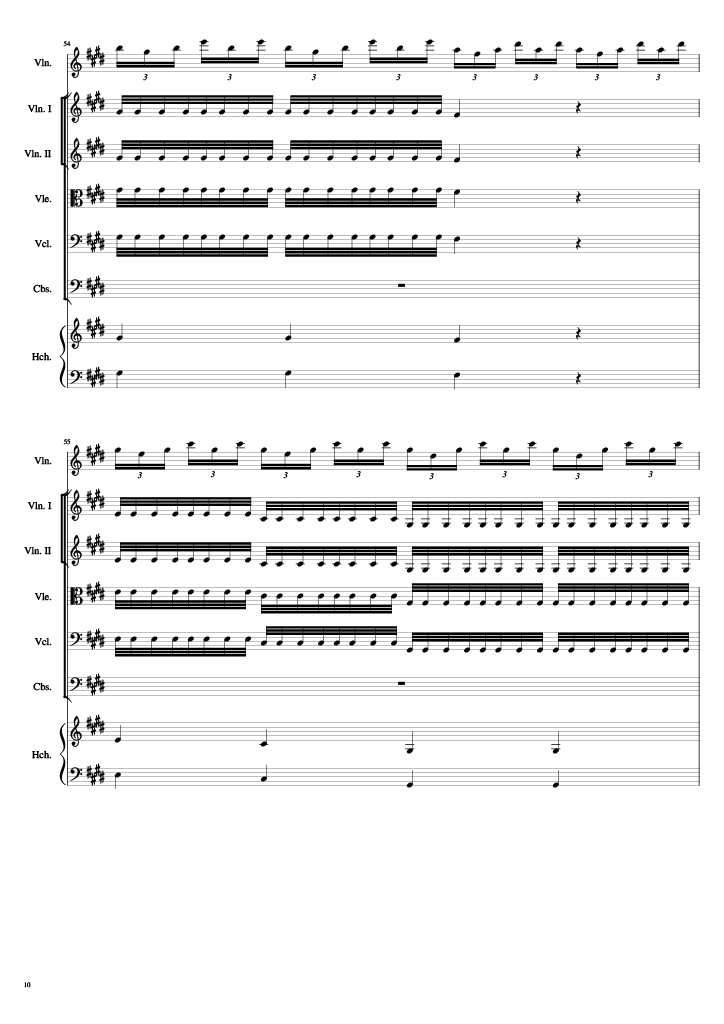 54
Vln.
3 3 3 3 3 3 3 3
Vln. I
Vln. II
Vle.
Vcl.
Cbs.
Hch.
55
Vln.
3 3 3 3 3 3 3 3
Vln. I
Vln. II
Vle.
Vcl.
Cbs.
Hch.
10